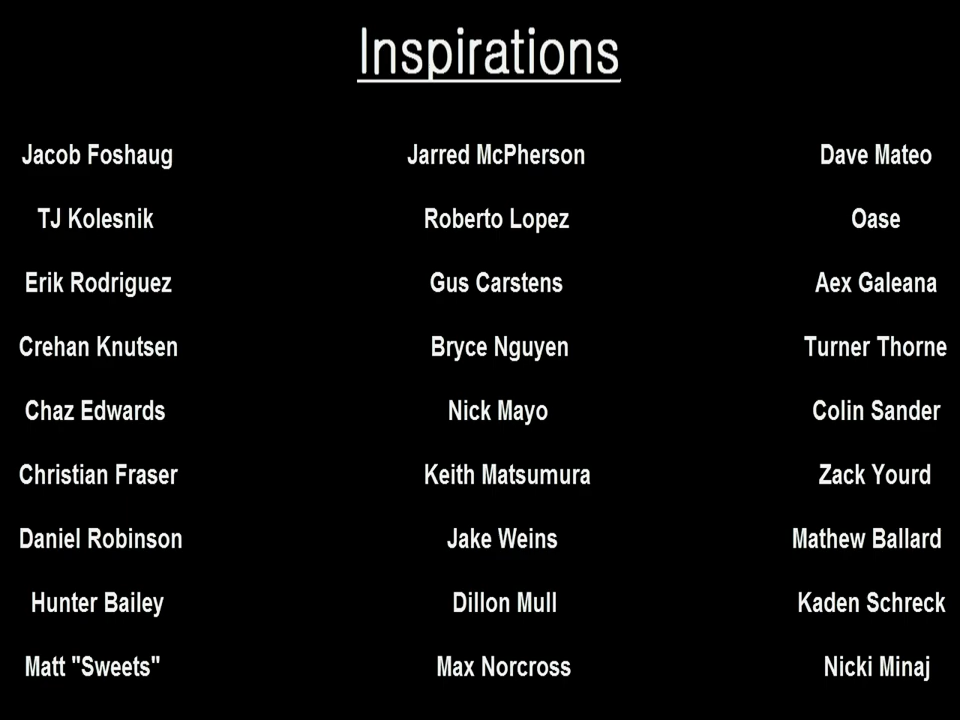 Inspirations
Jacob Foshaug Jarred McPherson Dave Mateo
TJ Kolesnik Roberto Lopez Oase
Erik Rodriguez Gus Carstens Aex Galeana
Crehan Knutsen Bryce Nguyen Turner Thorne
Chaz Edwards Nick Mayo Colin Sander
Christian Fraser Keith Matsumura Zack Yourd
Daniel Robinson Jake Weins Mathew Ballard
Hunter Bailey Dillon Mull Kaden Schreck
Matt "Sweets" Max Norcross Nicki Minaj